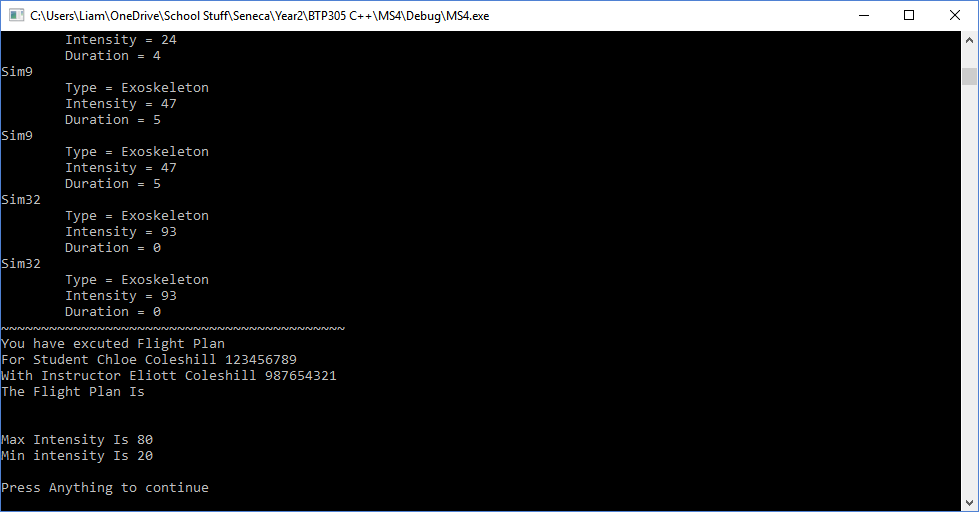 C:\Users\Liam\OneDrive\School Stuff\Seneca\Year2\BTP305 C++\MS4\Debug\MS4.exe
Intensity = 24
Duration = 4
Sim9
Type = Exoskeleton
Intensity = 47
Duration = 5
Sim9
Type = Exoskeleton
Intensity = 47
Duration = 5
Sim32
Type = Exoskeleton
Intensity = 93
Duration = 0
Sim32
Type = Exoskeleton
Intensity = 93
Duration = 0
~~~~~~~~~~~~~~~~~~~~~~~~~~~~~~~~~~~~~~~~~~~
You have excuted Flight Plan
For Student Chloe Coleshill 123456789
With Instructor Eliott Coleshill 987654321
The Flight Plan Is
Max Intensity Is 80
Min intensity Is 20
Press Anything to continue